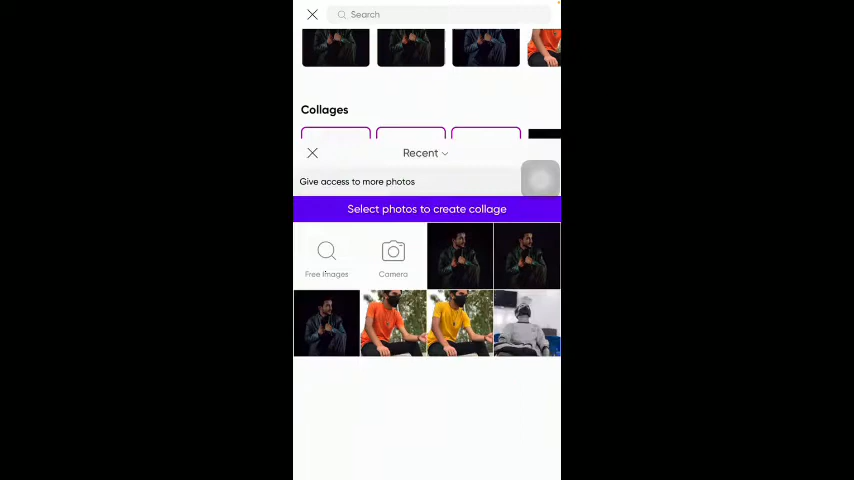 Search
Collages
Recent
Give access to more photos
Select photos to create collage
Free Images
Camera